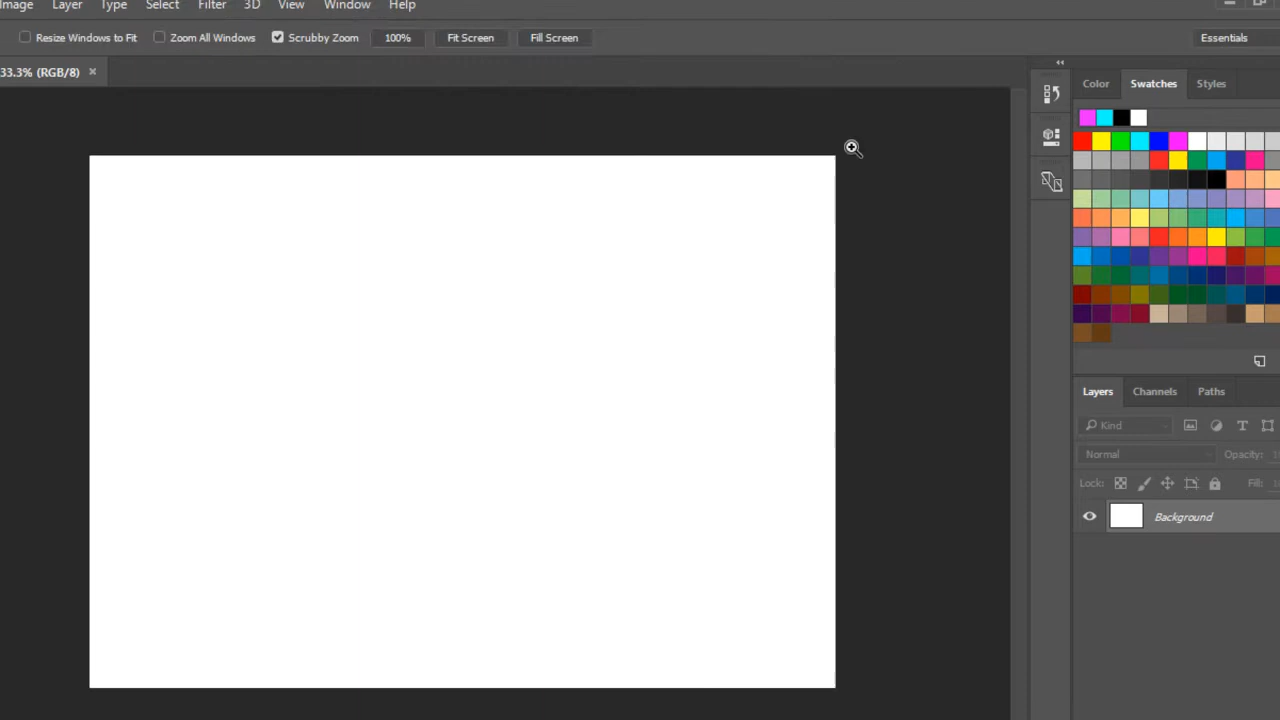 Image Layer Type Select Filter 3D View Window Help
Resize Windows to Fit Zoom All Windows Scrubby Zoom 100% Fit Screen Fill Screen Essentials
33.3% (RGB/8) ×
Color Swatches Styles
Layers Channels Paths
Kind
Normal Opacity:
Lock: Fill:
Background